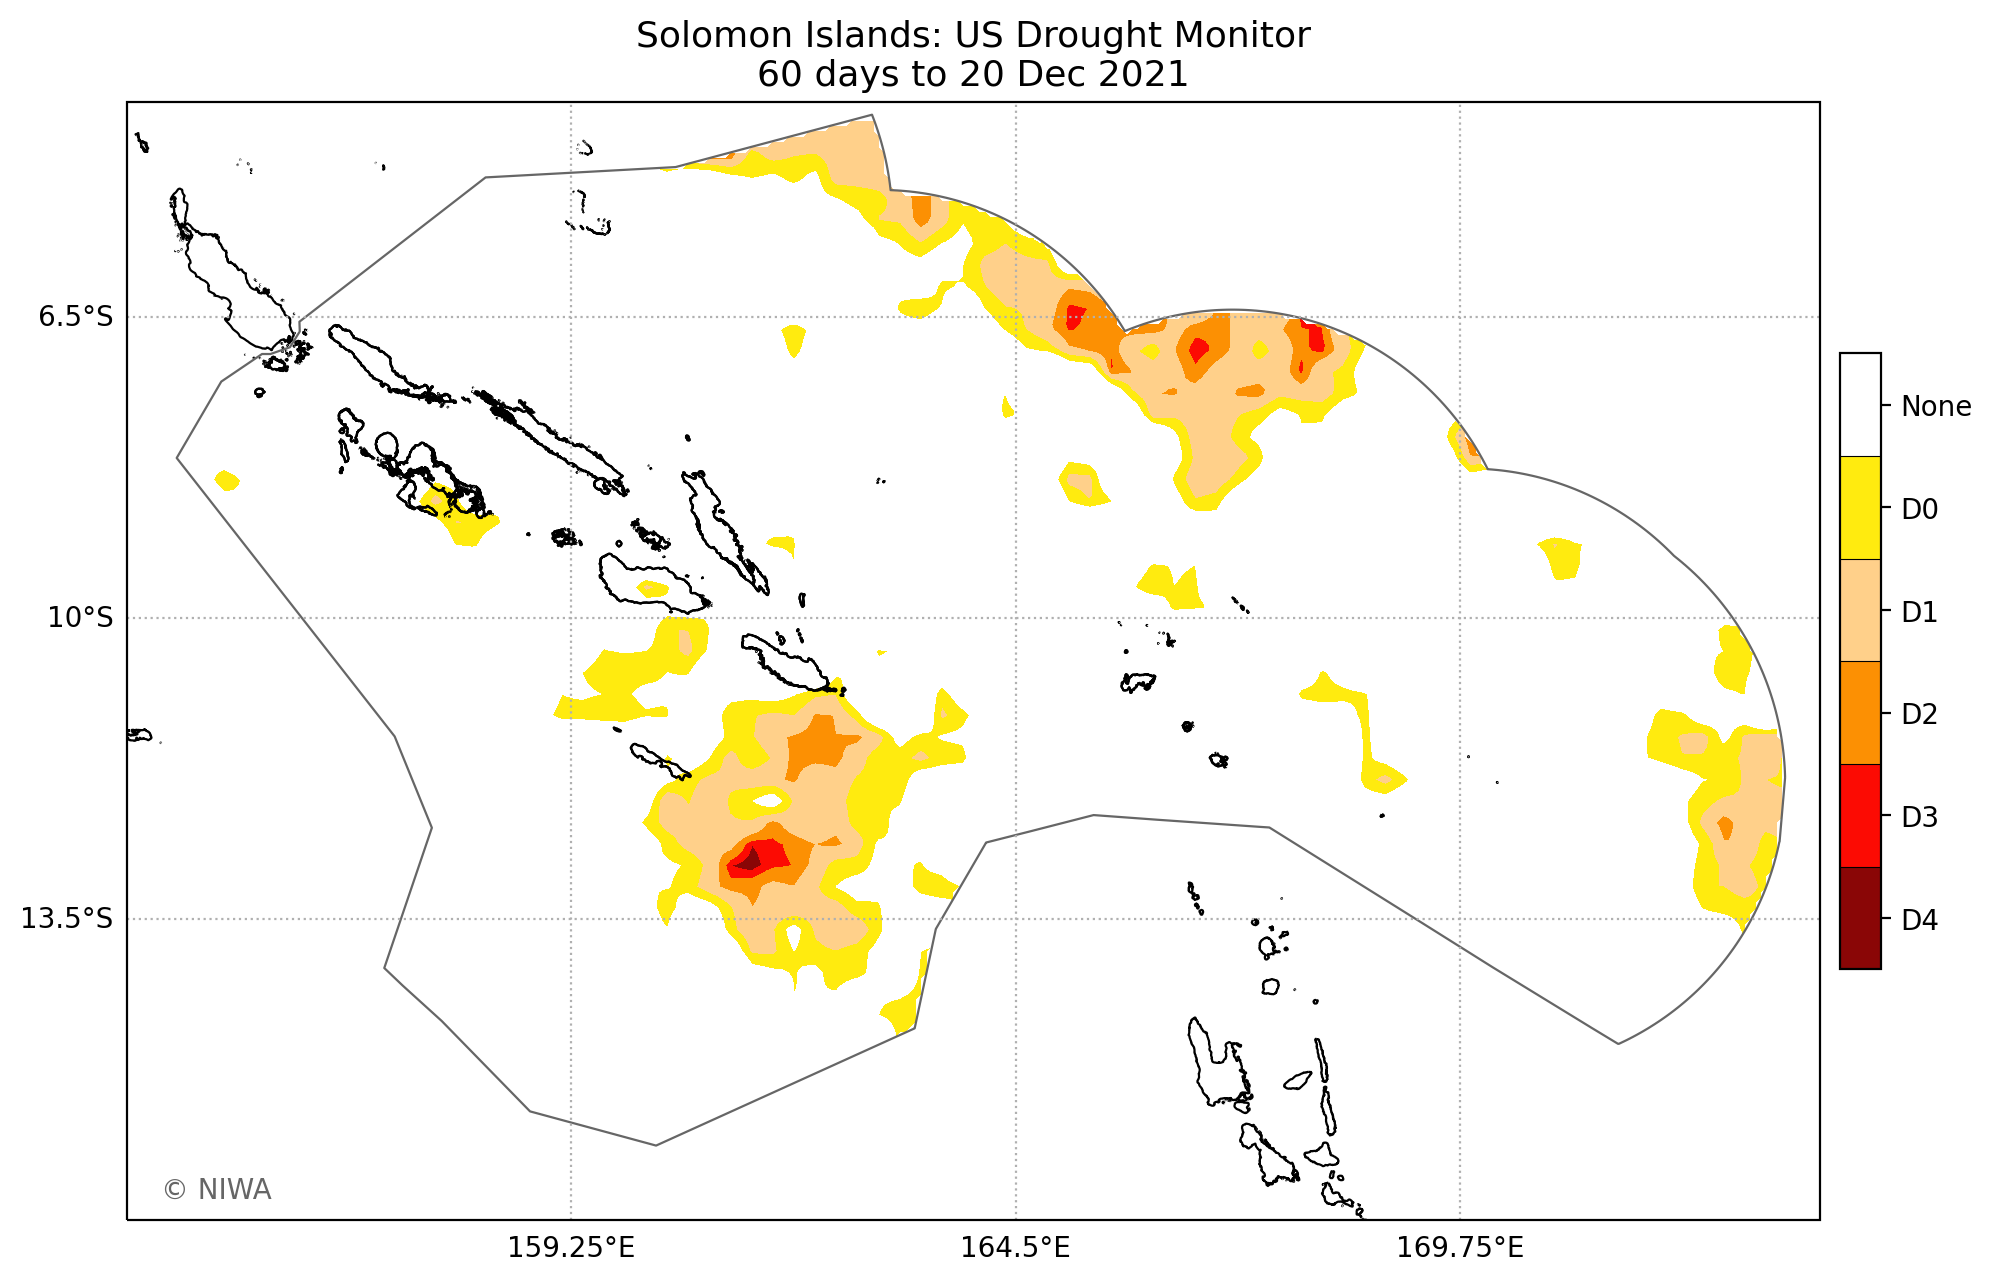 Solomon Islands: US Drought Monitor
60 days to 20 Dec 2021
6.5°S
10°S
13.5°S
159.25°E
164.5°E
169.75°E
None
D0
D1
D2
D3
D4
© NIWA